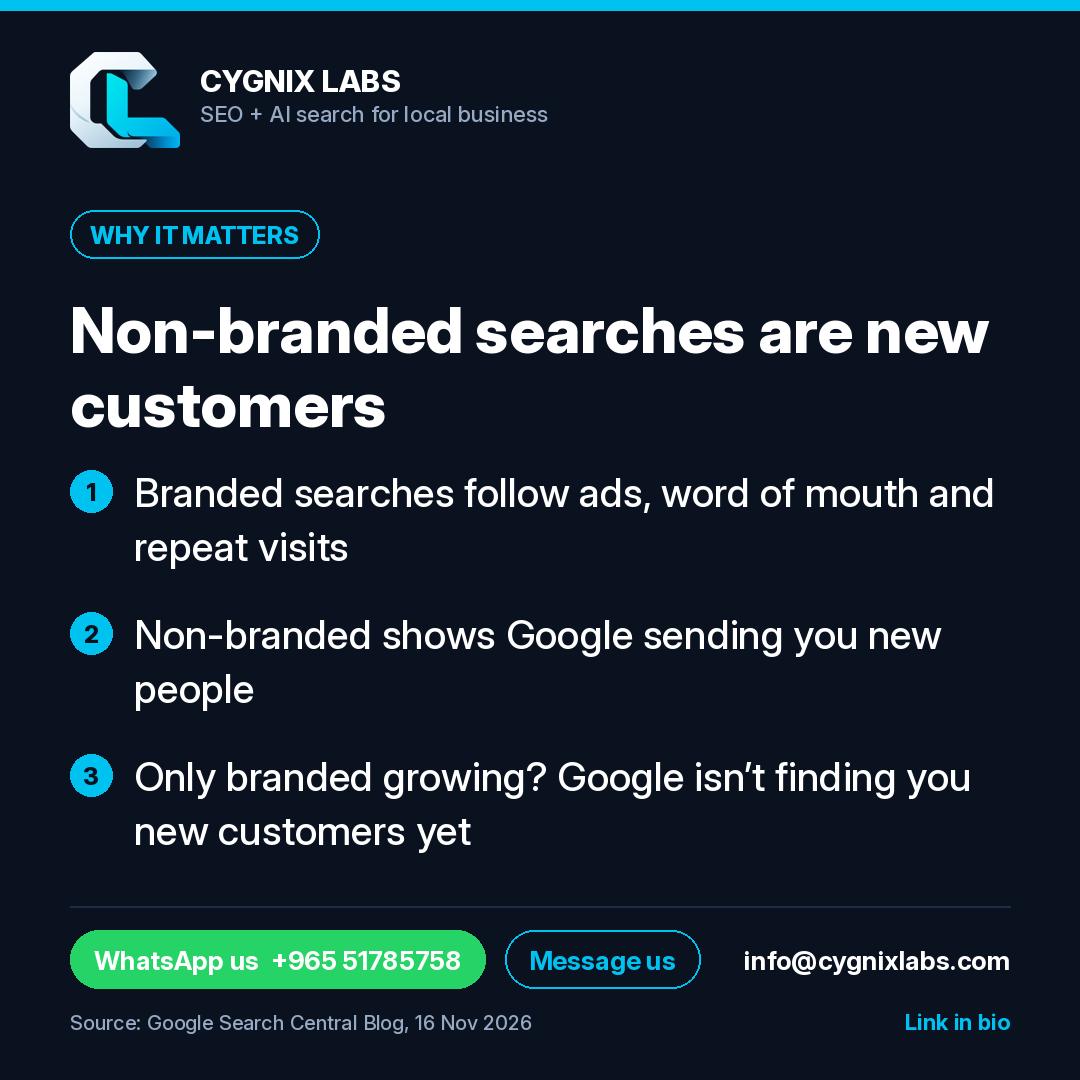 CYGNIX LABS
SEO + AI search for local business
WHY IT MATTERS
Non-branded searches are new
customers
1 Branded searches follow ads, word of mouth and
repeat visits
2 Non-branded shows Google sending you new
people
3 Only branded growing? Google isn’t finding you
new customers yet
WhatsApp us +965 51785758
Message us
info@cygnixlabs.com
Source: Google Search Central Blog, 16 Nov 2026
Link in bio